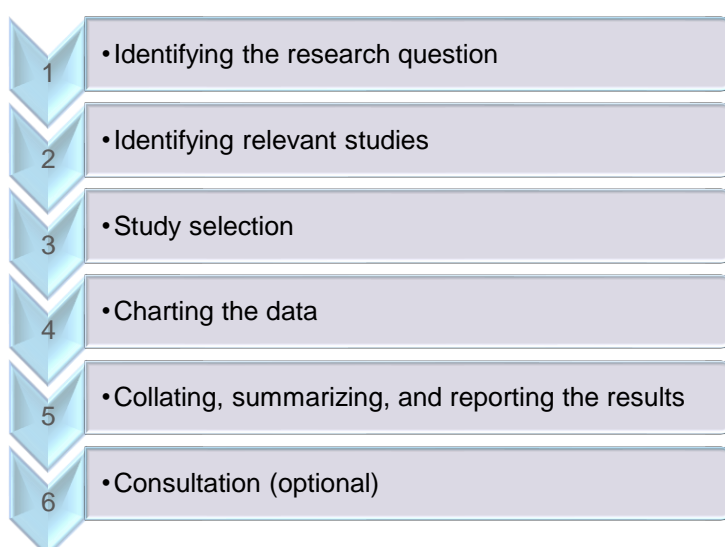 1
•Identifying the research question
2
•Identifying relevant studies
3
•Study selection
4
•Charting the data
5
•Collating, summarizing, and reporting the results
6
•Consultation (optional)